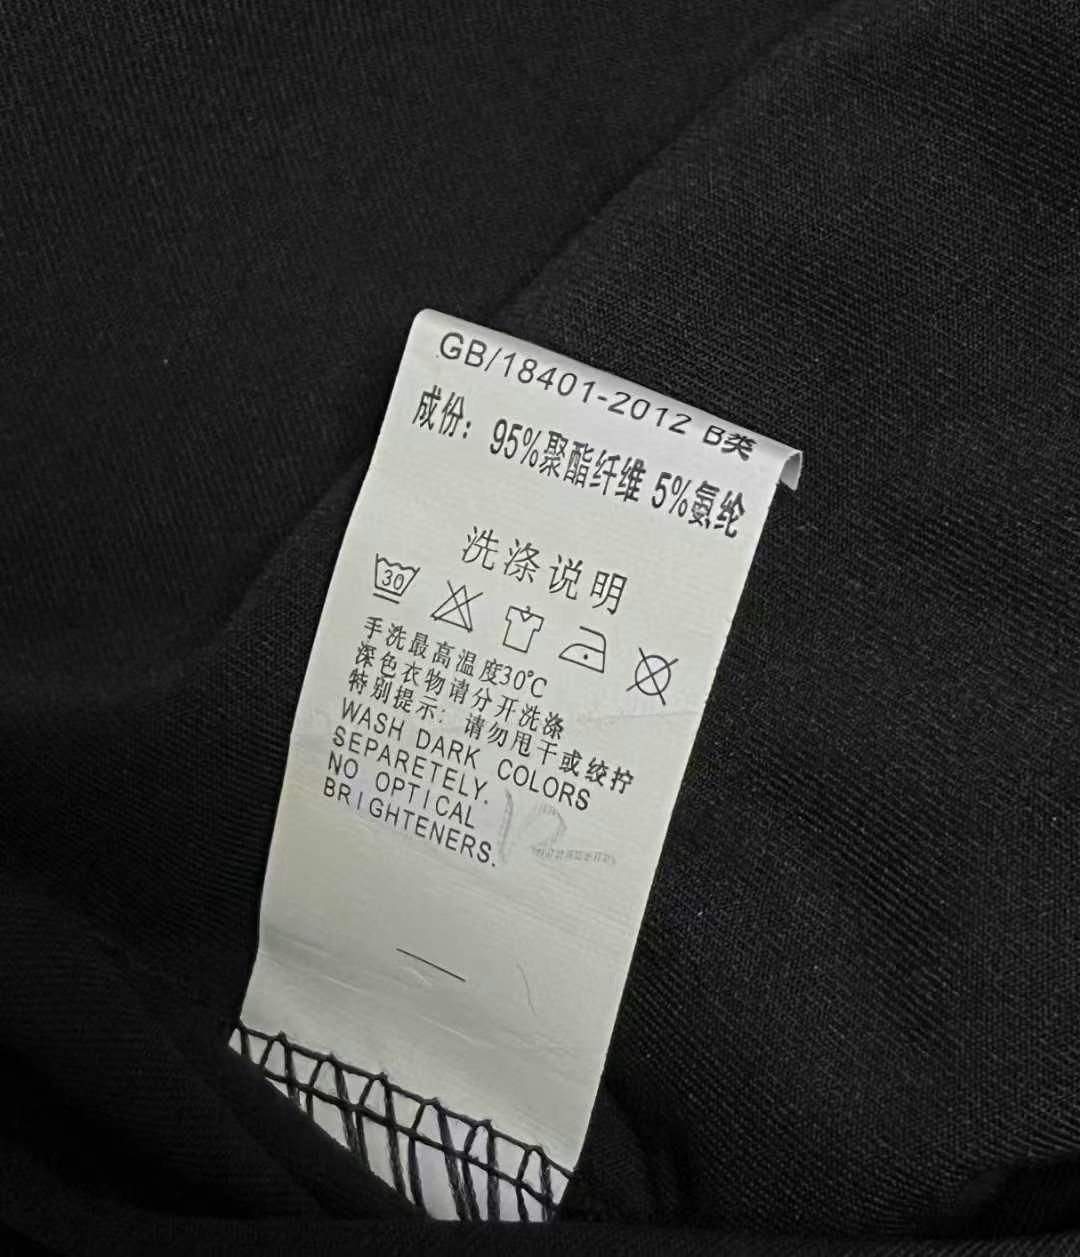 GB/18401-2012 B类
成份：95%聚酯纤维 5%氨纶
洗涤说明
30
手洗最高温度30℃
深色衣物请分开洗涤
特别提示：请勿甩干或绞拧
WASH DARK COLORS
SEPARETELY.
NO OPTICAL
BRIGHTENERS.